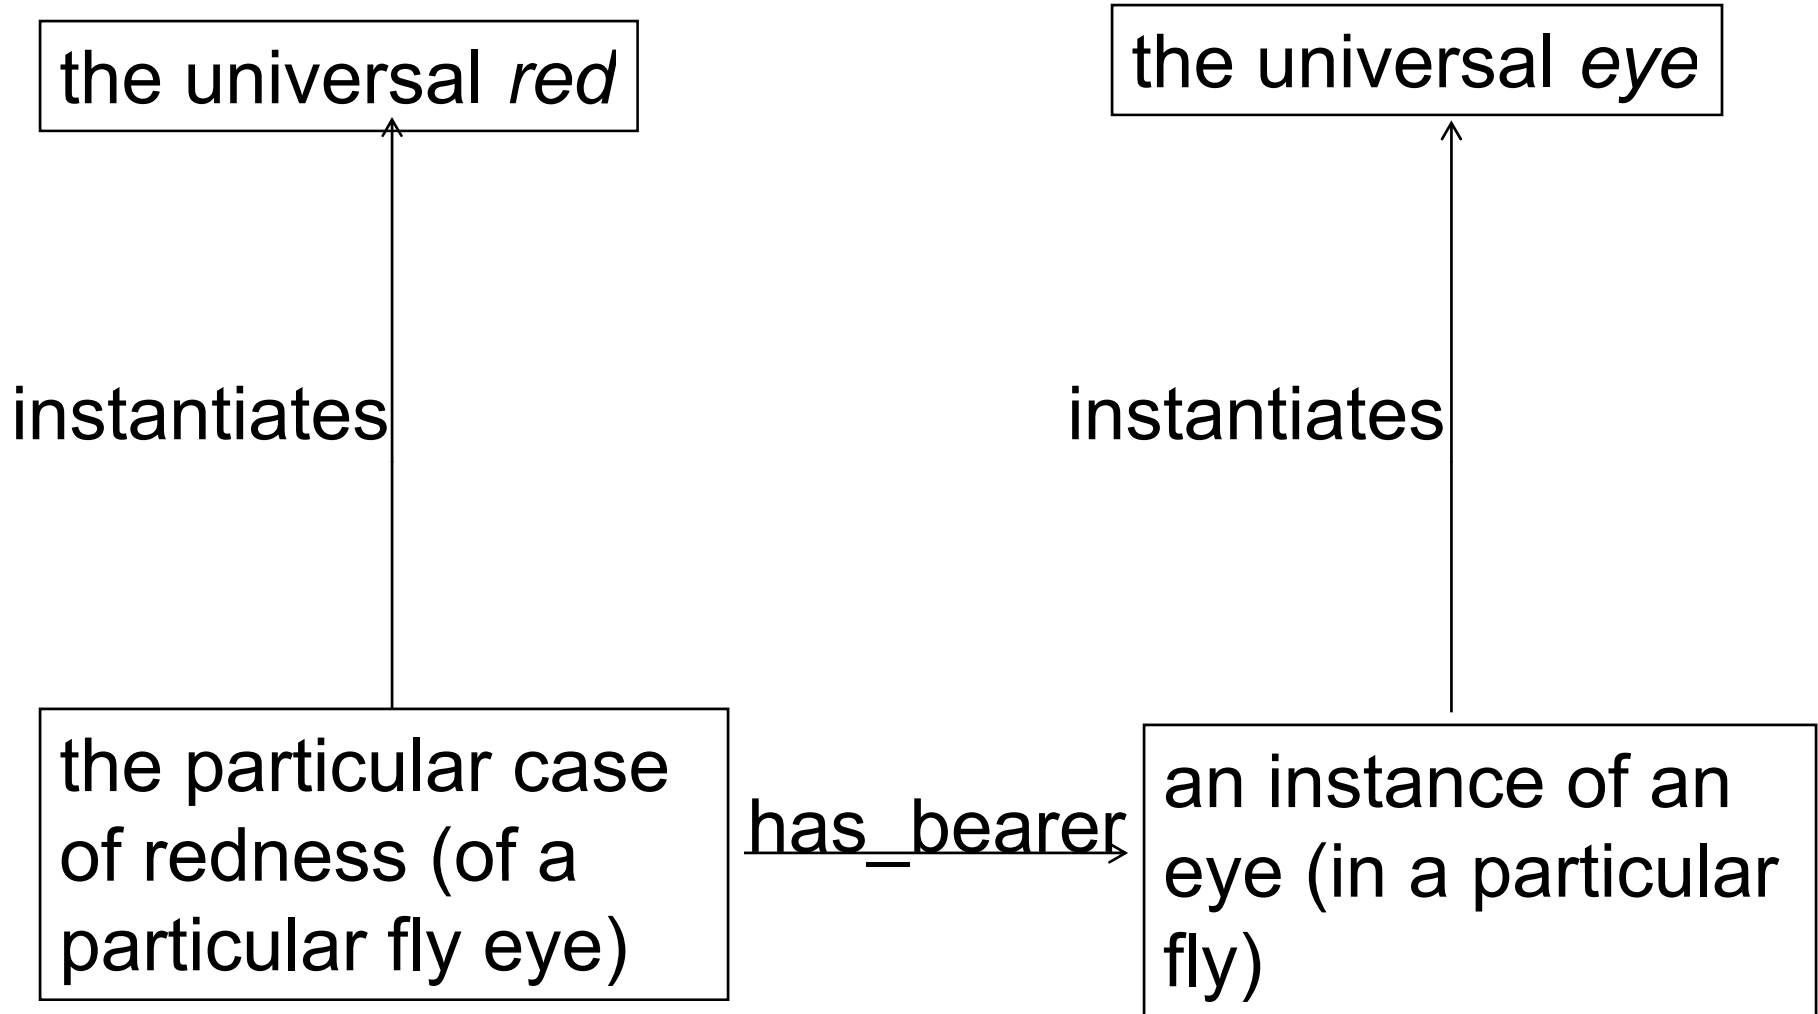 the universal red
the universal eye
instantiates
instantiates
the particular case
of redness (of a
particular fly eye)
has_bearer
an instance of an
eye (in a particular
fly)